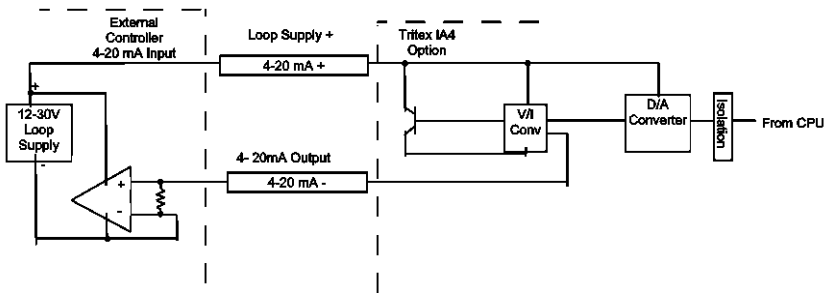 External
Controller
4-20 mA Input
Loop Supply +
4-20 mA +
Tritex IA4
Option
+
12-30V
Loop
Supply
-
V/I
Conv
D/A
Converter
Isolation
From CPU
4- 20mA Output
4-20 mA -
+
-